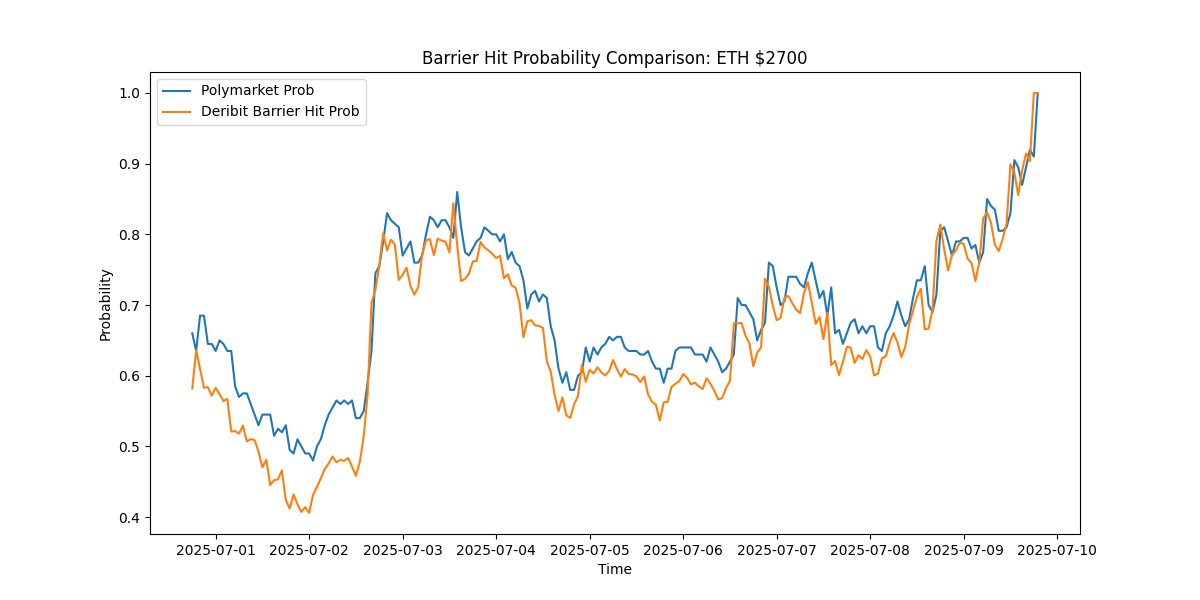 Barrier Hit Probability Comparison: ETH $2700
Polymarket Prob
Deribit Barrier Hit Prob
Probability
1.0
0.9
0.8
0.7
0.6
0.5
0.4
2025-07-01 2025-07-02 2025-07-03 2025-07-04 2025-07-05 2025-07-06 2025-07-07 2025-07-08 2025-07-09 2025-07-10
Time